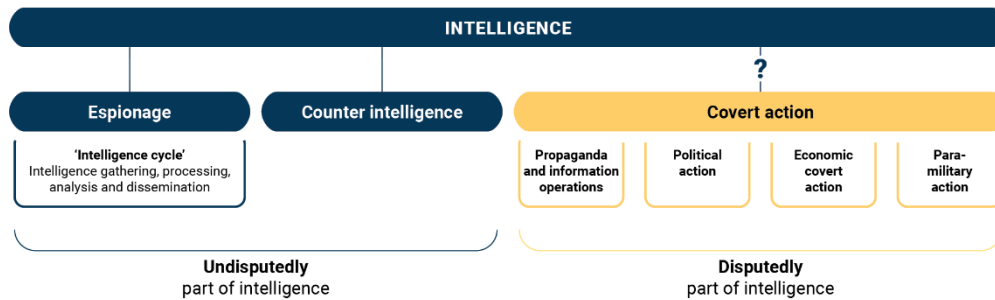 INTELLIGENCE
?
Espionage
Counter intelligence
Covert action
‘Intelligence cycle’
Intelligence gathering, processing,
analysis and dissemination
Propaganda
and information
operations
Political
action
Economic
covert
action
Para-
military
action
Undisputedly
part of intelligence
Disputedly
part of intelligence